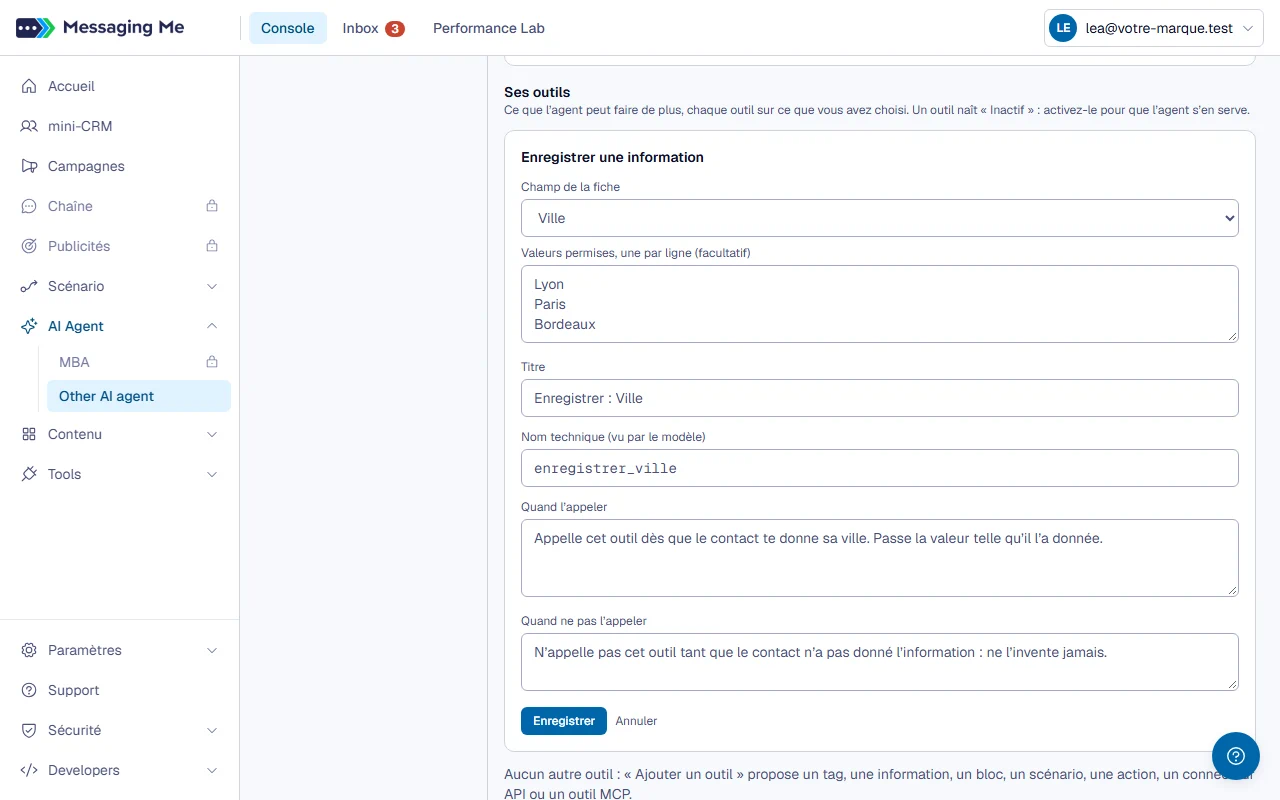 Messaging Me
Console
Inbox 3
Performance Lab
LE lea@votre-marque.test
Accueil
mini-CRM
Campagnes
Chaîne
Publicités
Scénario
AI Agent
MBA
Other AI agent
Contenu
Tools
Paramètres
Support
Sécurité
Developers
Ses outils
Ce que l'agent peut faire de plus, chaque outil sur ce que vous avez choisi. Un outil naît « Inactif » : activez-le pour que l'agent s'en serve.
Enregistrer une information
Champ de la fiche
Ville
Valeurs permises, une par ligne (facultatif)
Lyon
Paris
Bordeaux
Titre
Enregistrer : Ville
Nom technique (vu par le modèle)
enregistrer_ville
Quand l'appeler
Appelle cet outil dès que le contact te donne sa ville. Passe la valeur telle qu'il l'a donnée.
Quand ne pas l'appeler
N'appelle pas cet outil tant que le contact n'a pas donné l'information : ne l'invente jamais.
Enregistrer
Annuler
Aucun autre outil : « Ajouter un outil » propose un tag, une information, un bloc, un scénario, une action, un
API ou un outil MCP.